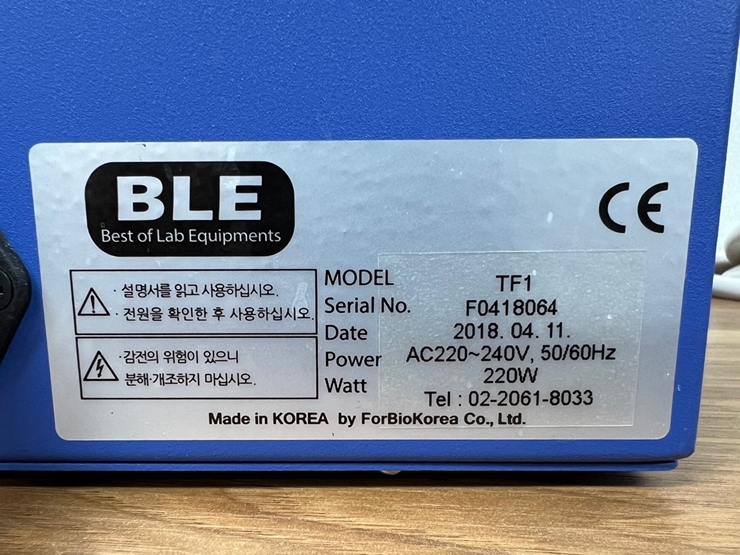 BLE
Best of Lab Equipments
CE
· 설명서를 읽고 사용하십시오.
· 전원을 확인한 후 사용하십시오.
· 감전의 위험이 있으니
분해·개조하지 마십시오.
MODEL TF1
Serial No. F0418064
Date 2018. 04. 11.
Power AC220~240V, 50/60Hz
Watt 220W
Tel : 02-2061-8033
Made in KOREA by ForBioKorea Co., Ltd.